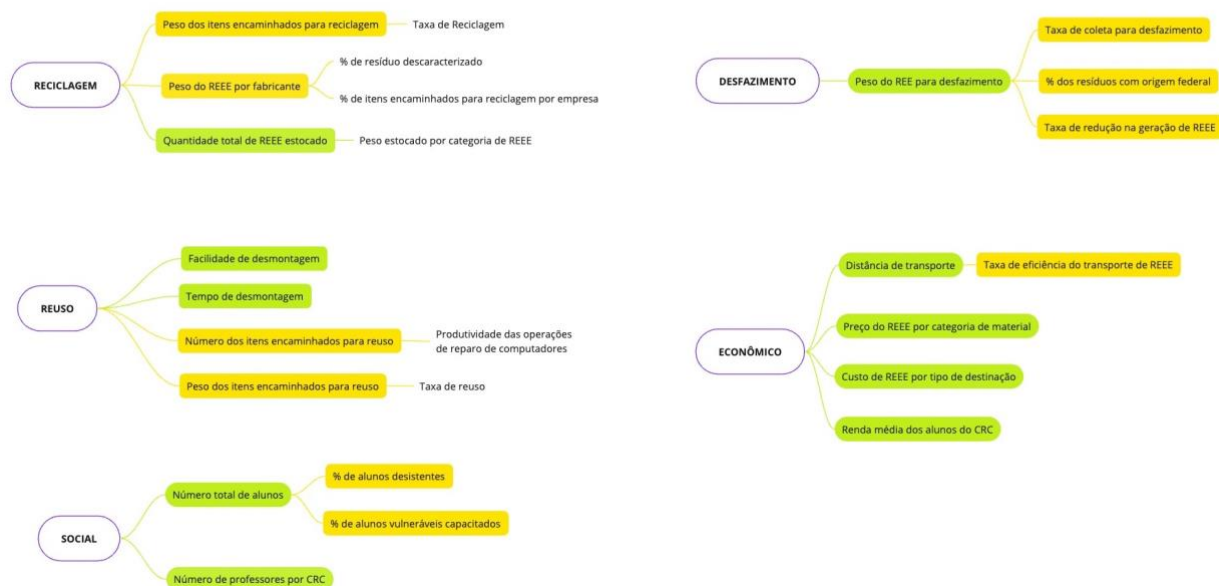 RECICLAGEM
Peso dos itens encaminhados para reciclagem
Taxa de Reciclagem
Peso do REEE por fabricante
% de resíduo descaracterizado
% de itens encaminhados para reciclagem por empresa
Quantidade total de REEE estocado
Peso estocado por categoria de REEE
DESFAZIMENTO
Peso do REE para desfazimento
Taxa de coleta para desfazimento
% dos resíduos com origem federal
Taxa de redução na geração de REEE
REUSO
Facilidade de desmontagem
Tempo de desmontagem
Número dos itens encaminhados para reuso
Produtividade das operações
de reparo de computadores
Peso dos itens encaminhados para reuso
Taxa de reuso
ECONÔMICO
Distância de transporte
Taxa de eficiência do transporte de REEE
Preço do REEE por categoria de material
Custo de REEE por tipo de destinação
Renda média dos alunos do CRC
SOCIAL
Número total de alunos
% de alunos desistentes
% de alunos vulneráveis capacitados
Número de professores por CRC